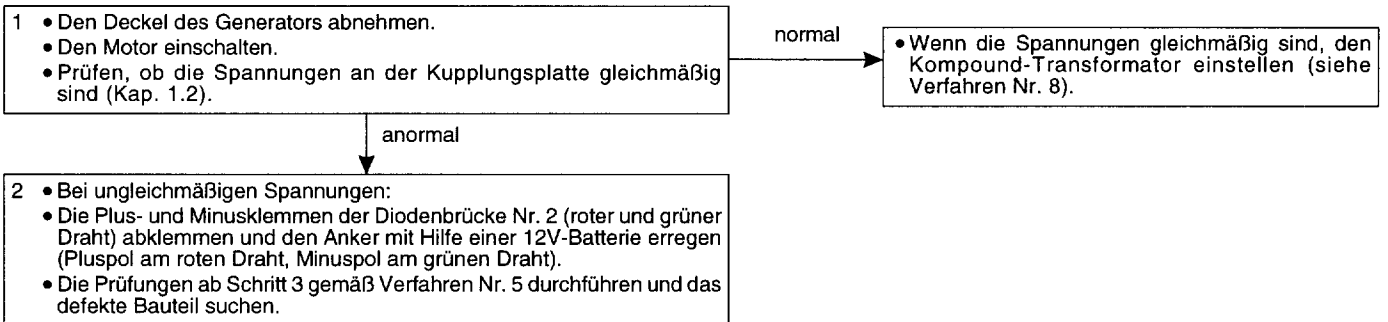 1 • Den Deckel des Generators abnehmen.
• Den Motor einschalten.
• Prüfen, ob die Spannungen an der Kupplungsplatte gleichmäßig
sind (Kap. 1.2).
normal
• Wenn die Spannungen gleichmäßig sind, den
Kompound-Transformator einstellen (siehe
Verfahren Nr. 8).
anormal
2 • Bei ungleichmäßigen Spannungen:
• Die Plus- und Minusklemmen der Diodenbrücke Nr. 2 (roter und grüner
Draht) abklemmen und den Anker mit Hilfe einer 12V-Batterie erregen
(Pluspol am roten Draht, Minuspol am grünen Draht).
• Die Prüfungen ab Schritt 3 gemäß Verfahren Nr. 5 durchführen und das
defekte Bauteil suchen.